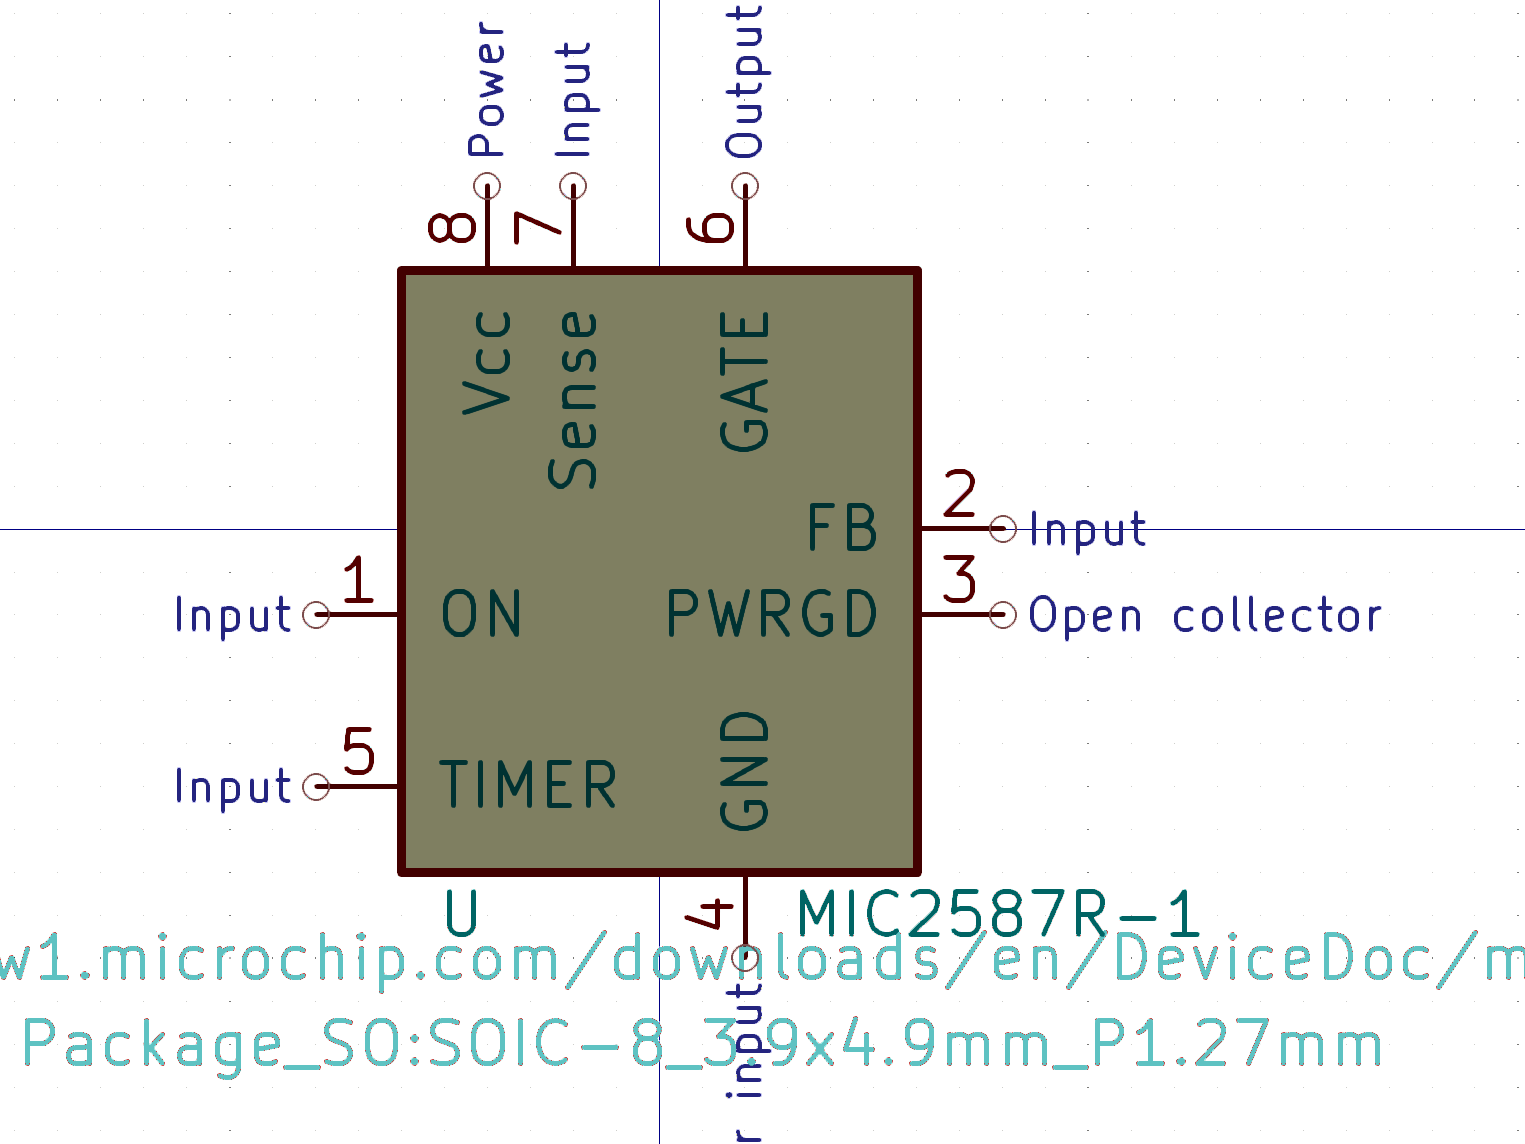 Power
Input
Output
8
7
6
Vcc
Sense
GATE
2
FB
Input
1
3
Input
ON
PWRGD
Open collector
5
Input
TIMER
GND
U
4
MIC2587R-1
w1.microchip.com/downloads/en/DeviceDoc/m
Package_SO:SOIC-8_3.9x4.9mm_P1.27mm
r input